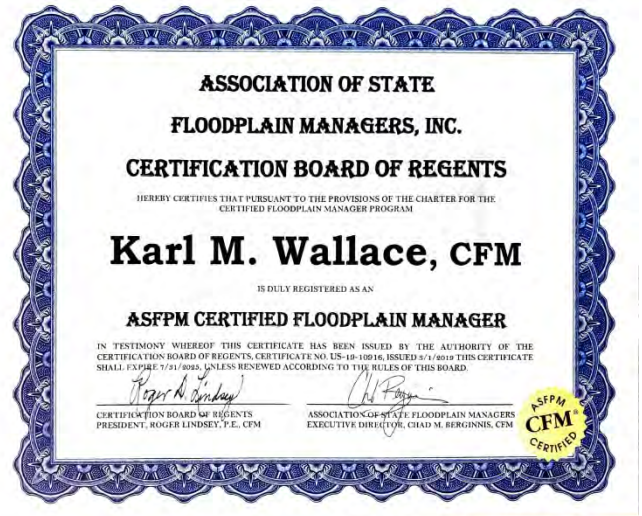 ASSOCIATION OF STATE
FLOODPLAIN MANAGERS, INC.
CERTIFICATION BOARD OF REGENTS
HEREBY CERTIFIES THAT PURSUANT TO THE PROVISIONS OF THE CHARTER FOR THE
CERTIFIED FLOODPLAIN MANAGER PROGRAM
Karl M. Wallace, CFM
IS DULY REGISTERED AS AN
ASFPM CERTIFIED FLOODPLAIN MANAGER
IN TESTIMONY WHEREOF THIS CERTIFICATE HAS BEEN ISSUED BY THE AUTHORITY OF THE
CERTIFICATION BOARD OF REGENTS, CERTIFICATE NO. US-19-10916, ISSUED 3/1/2019 THIS CERTIFICATE
SHALL EXPIRE 7/31/2023, UNLESS RENEWED ACCORDING TO THE RULES OF THIS BOARD.
Roger D. Lindsey
CERTIFICATION BOARD OF REGENTS
PRESIDENT, ROGER LINDSEY, P.E., CFM
ASSOCIATION OF STATE FLOODPLAIN MANAGERS
EXECUTIVE DIRECTOR, CHAD M. BERGINNIS, CFM
ASFPM
CFM®
CERTIFIED